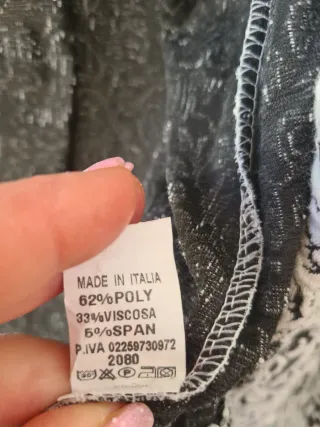 MADE IN ITALIA
62%POLY
33%VISCOSA
5%SPAN
P.IVA 02259730972
2080